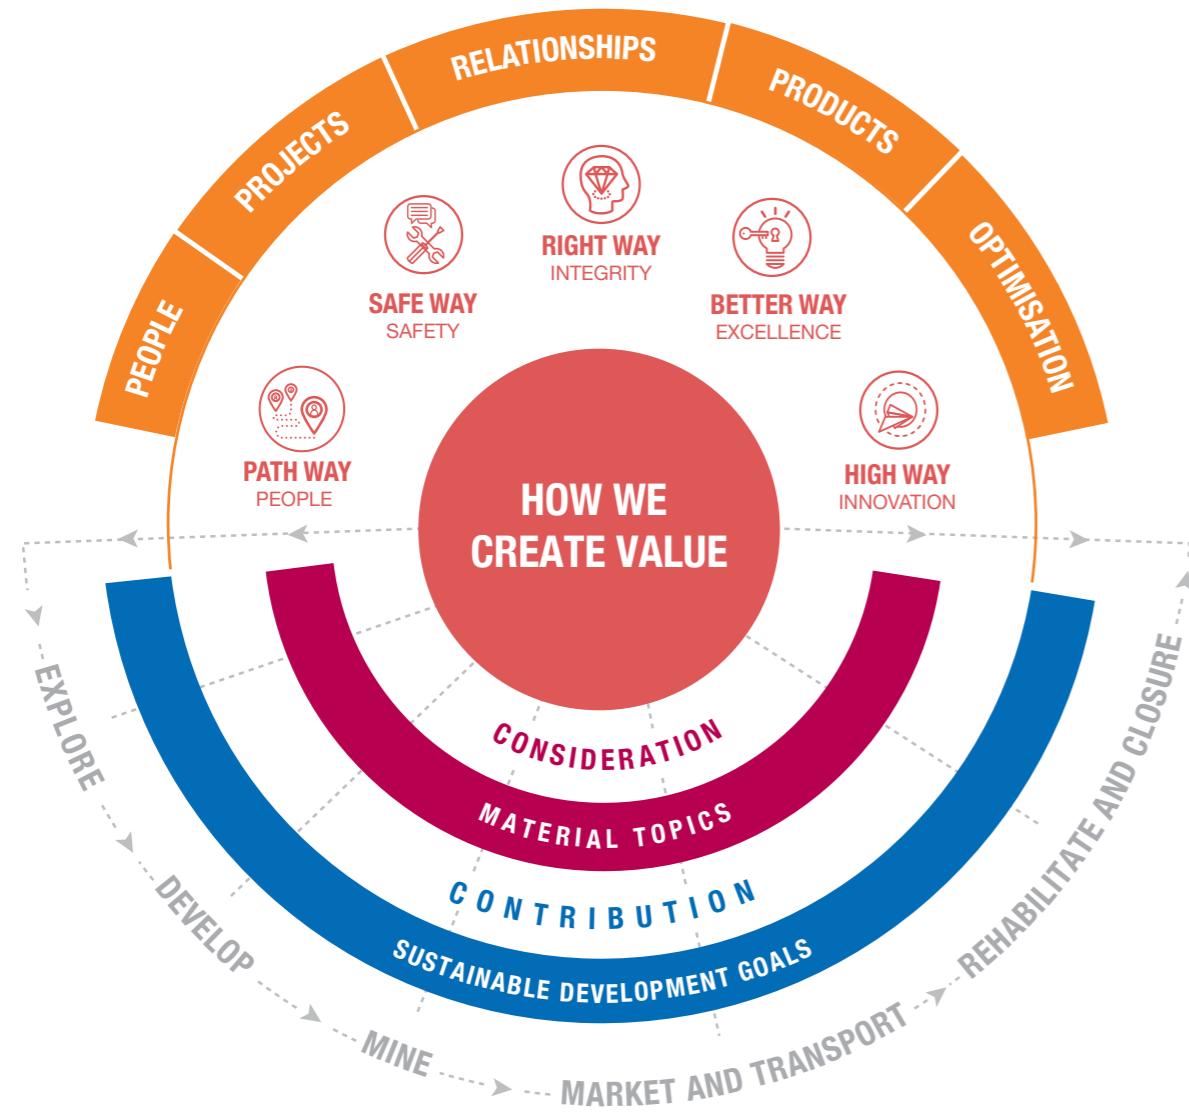 PEOPLE
PROJECTS
RELATIONSHIPS
PRODUCTS
OPTIMISATION
PATH WAY
PEOPLE
SAFE WAY
SAFETY
RIGHT WAY
INTEGRITY
BETTER WAY
EXCELLENCE
HIGH WAY
INNOVATION
HOW WE
CREATE VALUE
CONSIDERATION
MATERIAL TOPICS
CONTRIBUTION
SUSTAINABLE DEVELOPMENT GOALS
EXPLORE
DEVELOP
MINE
MARKET AND TRANSPORT
REHABILITATE AND CLOSURE